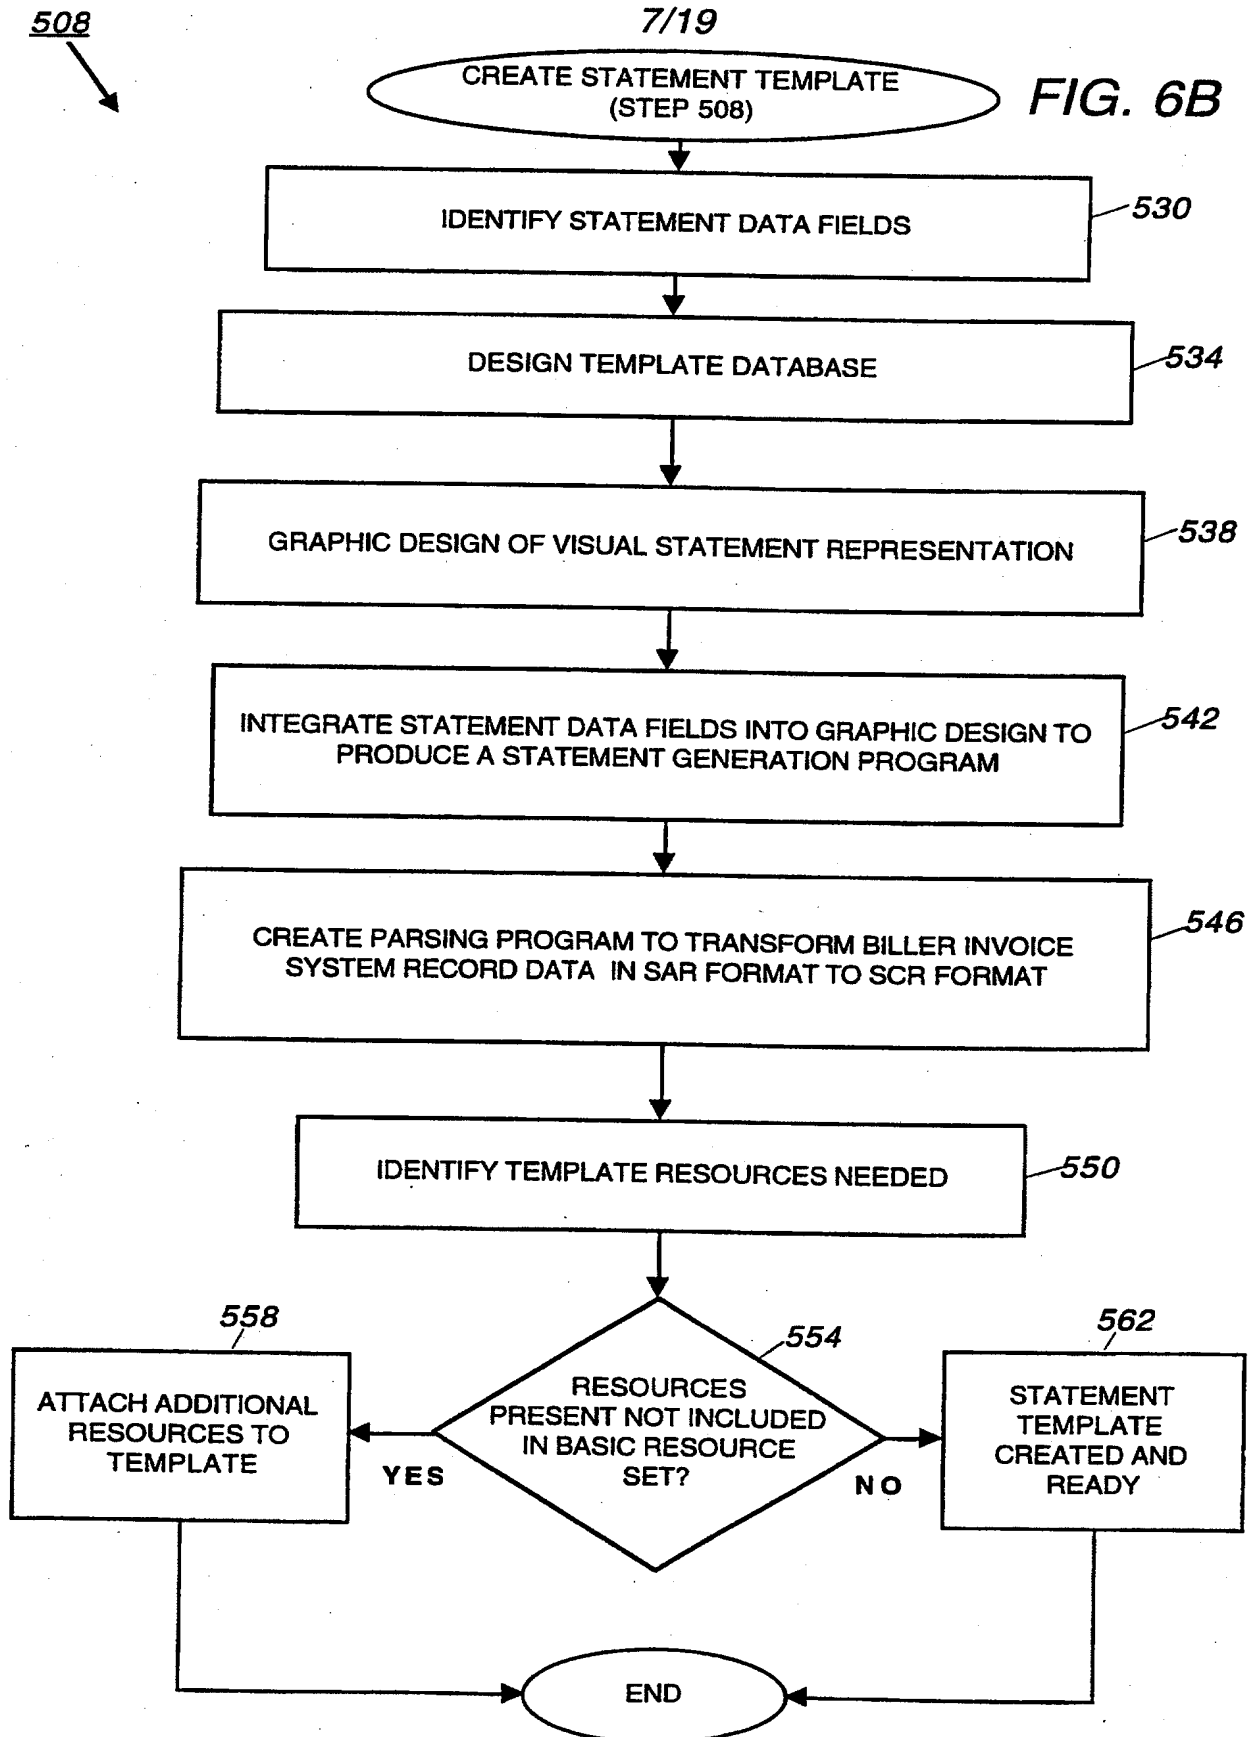 508
7/19
CREATE STATEMENT TEMPLATE
(STEP 508)
FIG. 6B
IDENTIFY STATEMENT DATA FIELDS
530
DESIGN TEMPLATE DATABASE
534
GRAPHIC DESIGN OF VISUAL STATEMENT REPRESENTATION
538
INTEGRATE STATEMENT DATA FIELDS INTO GRAPHIC DESIGN TO
PRODUCE A STATEMENT GENERATION PROGRAM
542
CREATE PARSING PROGRAM TO TRANSFORM BILLER INVOICE
SYSTEM RECORD DATA IN SAR FORMAT TO SCR FORMAT
546
IDENTIFY TEMPLATE RESOURCES NEEDED
550
558
ATTACH ADDITIONAL
RESOURCES TO
TEMPLATE
554
RESOURCES
PRESENT NOT INCLUDED
IN BASIC RESOURCE
SET?
YES
NO
562
STATEMENT
TEMPLATE
CREATED AND
READY
END